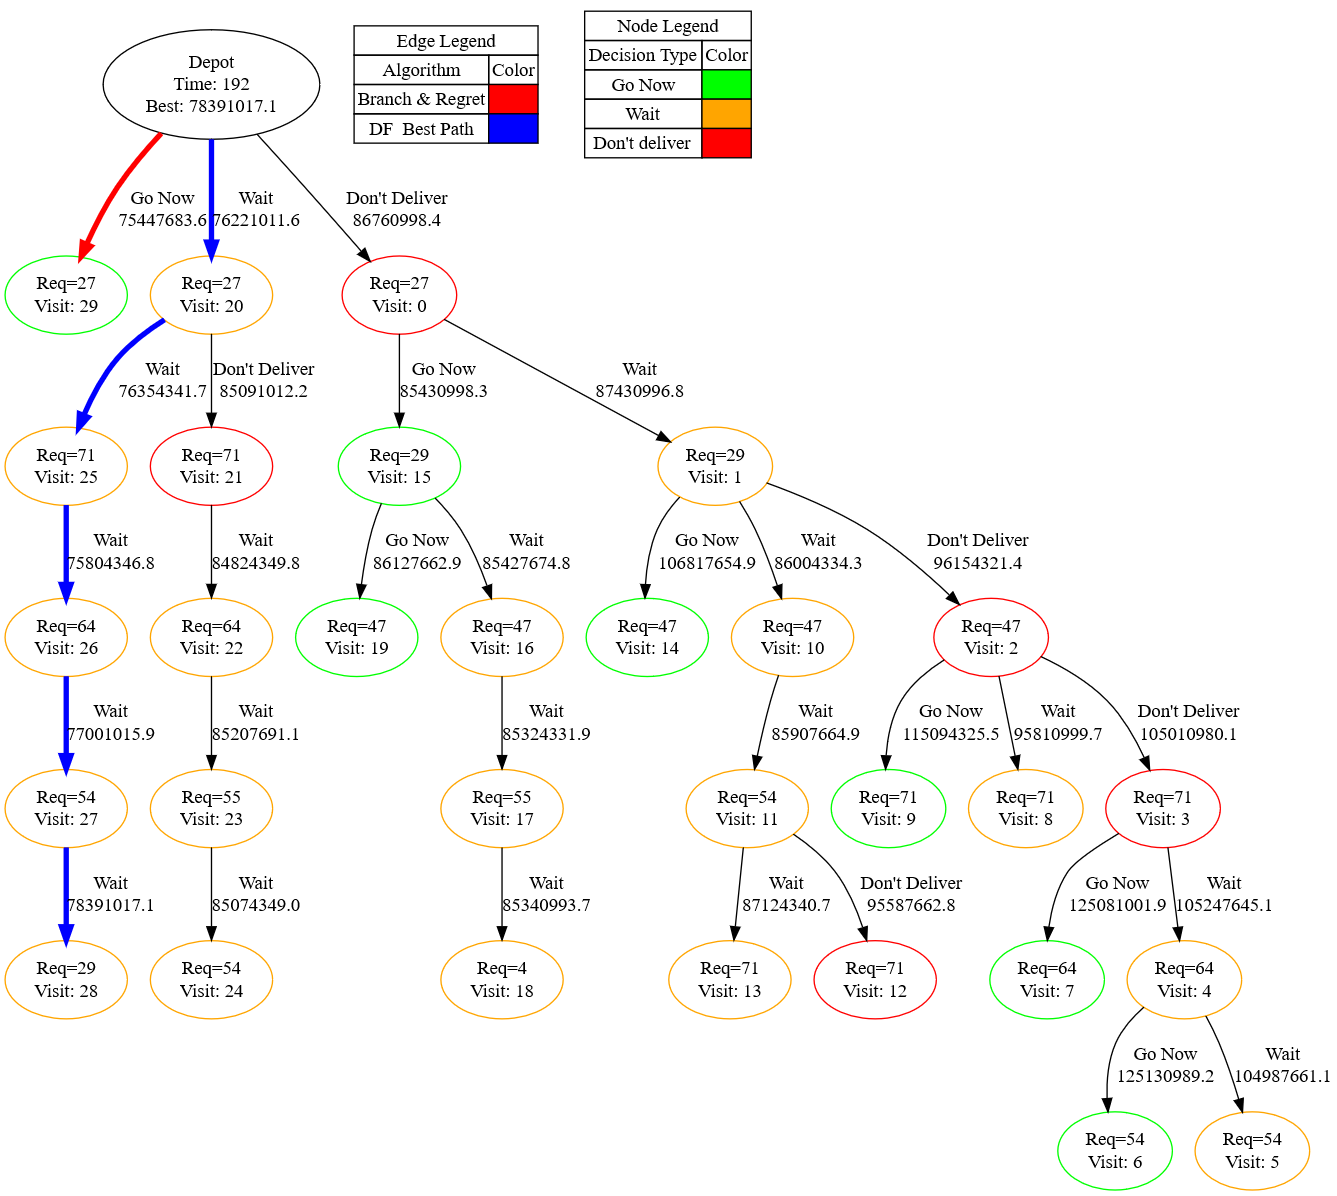 Depot
Time: 192
Best: 78391017.1
Edge Legend
Algorithm Color
Branch & Regret
DF Best Path
Node Legend
Decision Type Color
Go Now
Wait
Don't deliver
Go Now
75447683.6
Wait
76221011.6
Don't Deliver
86760998.4
Req=27
Visit: 29
Req=27
Visit: 20
Req=27
Visit: 0
Wait
76354341.7
Don't Deliver
85091012.2
Go Now
85430998.3
Wait
87430996.8
Req=71
Visit: 25
Req=71
Visit: 21
Req=29
Visit: 15
Req=29
Visit: 1
Wait
75804346.8
Wait
84824349.8
Go Now
86127662.9
Wait
85427674.8
Go Now
106817654.9
Wait
86004334.3
Don't Deliver
96154321.4
Req=64
Visit: 26
Req=64
Visit: 22
Req=47
Visit: 19
Req=47
Visit: 16
Req=47
Visit: 14
Req=47
Visit: 10
Req=47
Visit: 2
Wait
77001015.9
Wait
85207691.1
Wait
85324331.9
Wait
85907664.9
Go Now
115094325.5
Wait
95810999.7
Don't Deliver
105010980.1
Req=54
Visit: 27
Req=55
Visit: 23
Req=55
Visit: 17
Req=54
Visit: 11
Req=71
Visit: 9
Req=71
Visit: 8
Req=71
Visit: 3
Wait
78391017.1
Wait
85074349.0
Wait
85340993.7
Wait
87124340.7
Don't Deliver
95587662.8
Go Now
125081001.9
Wait
105247645.1
Req=29
Visit: 28
Req=54
Visit: 24
Req=4
Visit: 18
Req=71
Visit: 13
Req=71
Visit: 12
Req=64
Visit: 7
Req=64
Visit: 4
Go Now
125130989.2
Wait
104987661.1
Req=54
Visit: 6
Req=54
Visit: 5